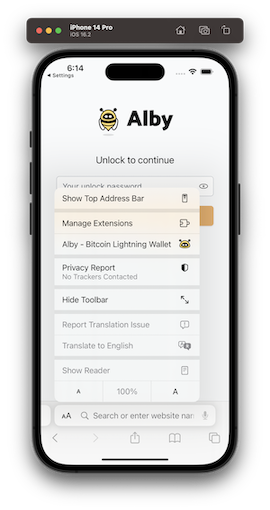 iPhone 14 Pro
iOS 16.2
6:14
Settings
Alby
Unlock to continue
Your unlock password
Show Top Address Bar
Manage Extensions
Alby - Bitcoin Lightning Wallet
Privacy Report
No Trackers Contacted
Hide Toolbar
Report Translation Issue
Translate to English
Show Reader
A 100% A
AA Search or enter website nam